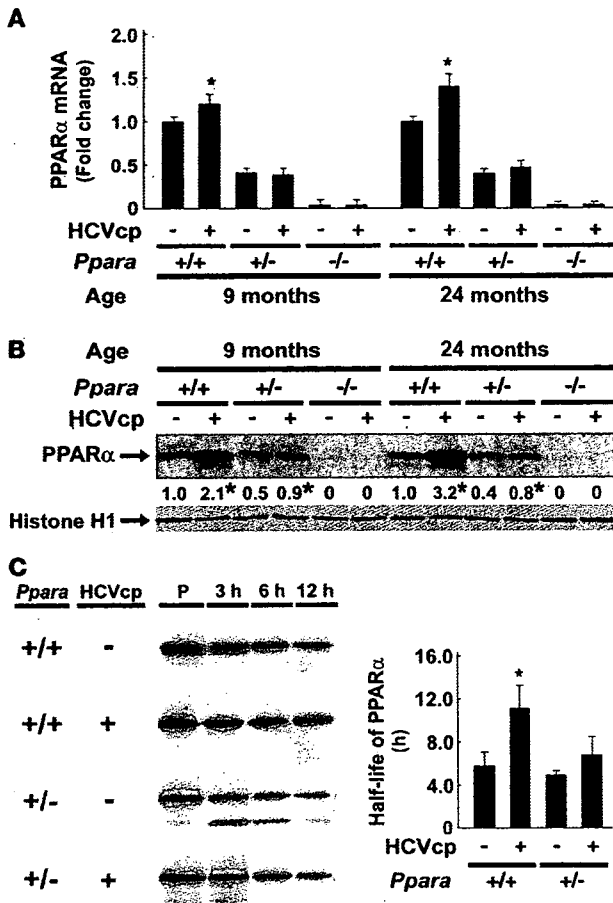 A
PPARα mRNA
(Fold change)
2.0
1.5
1.0
0.5
* *
HCVcp - + - + - + - + - + - +
Ppara +/+ +/- -/- +/+ +/- -/-
Age 9 months 24 months
B
Age 9 months 24 months
Ppara +/+ +/- -/- +/+ +/- -/-
HCVcp - + - + - + - + - + - +
PPARα
1.0 2.1* 0.5 0.9* 0 0 1.0 3.2* 0.4 0.8* 0 0
Histone H1
C
Ppara HCVcp P 3 h 6 h 12 h
+/+ -
+/+ +
+/- -
+/- +
Half-life of PPARα
(h)
16.0
12.0
8.0
4.0
0
*
HCVcp - + - +
Ppara +/+ +/-